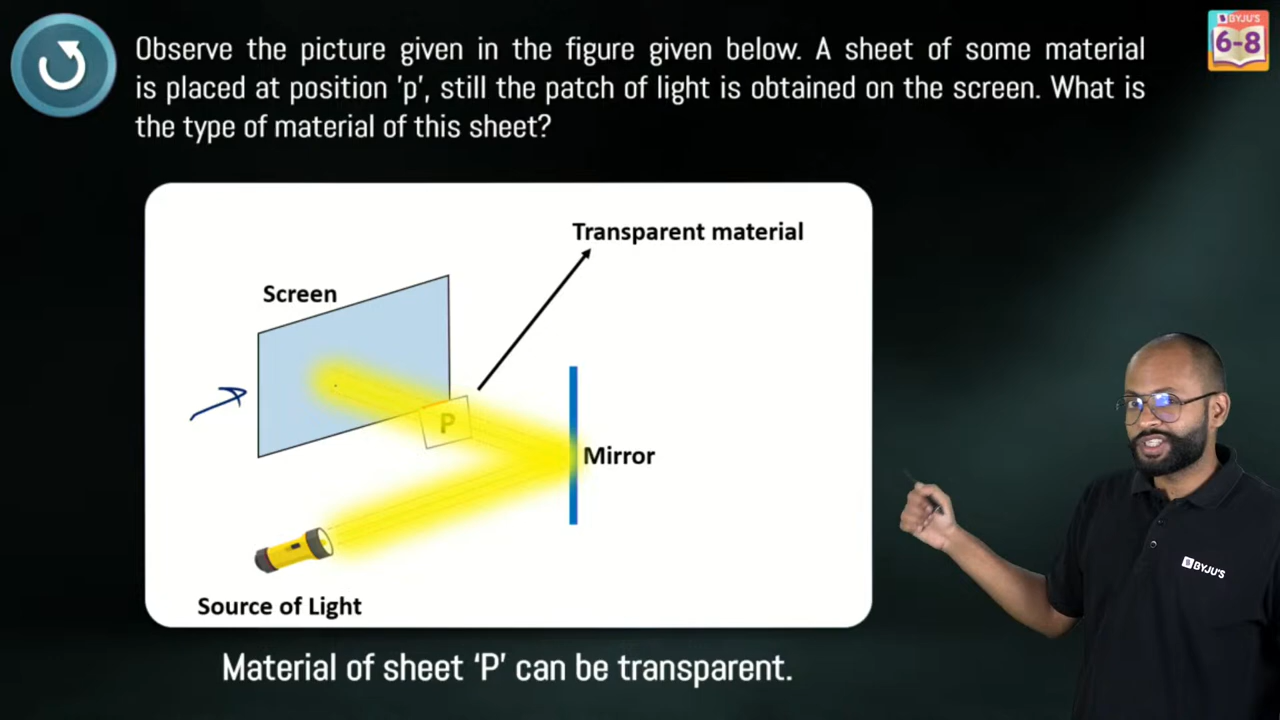 BYJU'S
6-8
Observe the picture given in the figure given below. A sheet of some material
is placed at position 'p', still the patch of light is obtained on the screen. What is
the type of material of this sheet?
Transparent material
Screen
P
Mirror
Source of Light
BYJU'S
Material of sheet 'P' can be transparent.